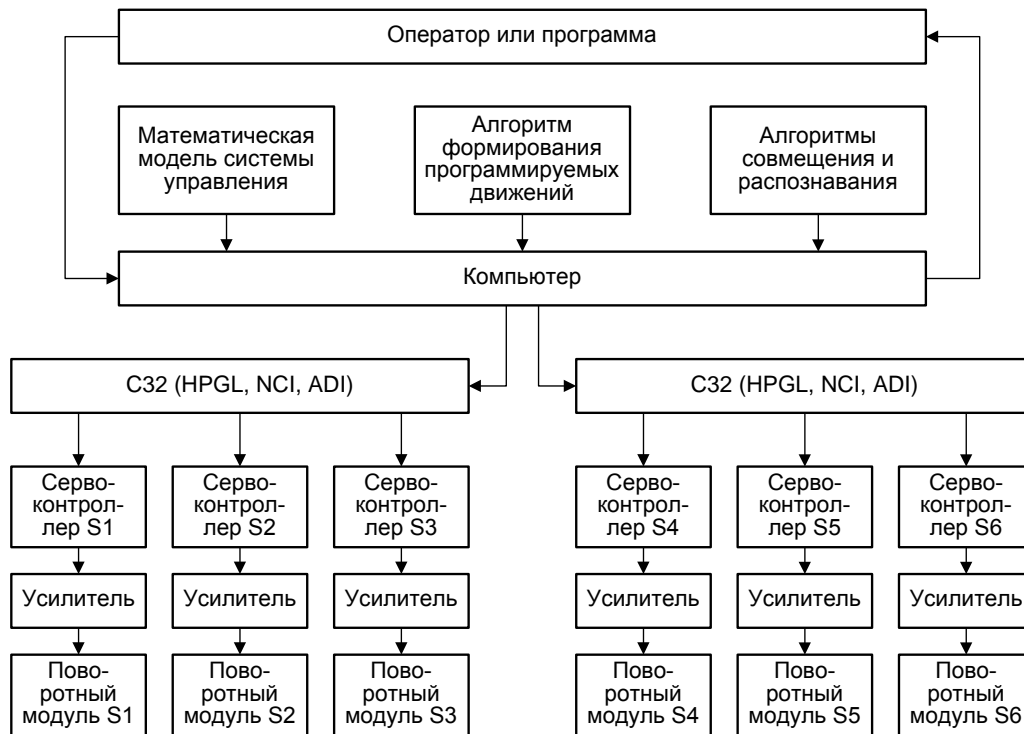 Оператор или программа
Математическая
модель системы
управления
Алгоритм
формирования
программируемых
движений
Алгоритмы
совмещения и
распознавания
Компьютер
С32 (HPGL, NCI, ADI)
С32 (HPGL, NCI, ADI)
Серво-
контрол-
лер S1
Серво-
контрол-
лер S2
Серво-
контрол-
лер S3
Серво-
контрол-
лер S4
Серво-
контрол-
лер S5
Серво-
контрол-
лер S6
Усилитель
Усилитель
Усилитель
Усилитель
Усилитель
Усилитель
Пово-
ротный
модуль S1
Пово-
ротный
модуль S2
Пово-
ротный
модуль S3
Пово-
ротный
модуль S4
Пово-
ротный
модуль S5
Пово-
ротный
модуль S6